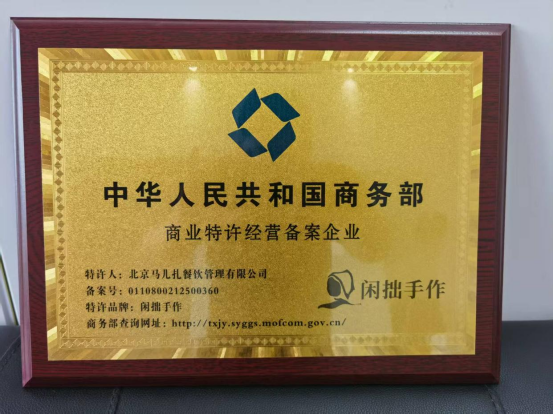 中华人民共和国商务部
商业特许经营备案企业
特许人：北京马儿扎餐饮管理有限公司
备案号：0110800212500360
特许品牌：闲拙手作
商务部查询网址：http://txjy.syggs.mofcom.gov.cn/
闲拙手作